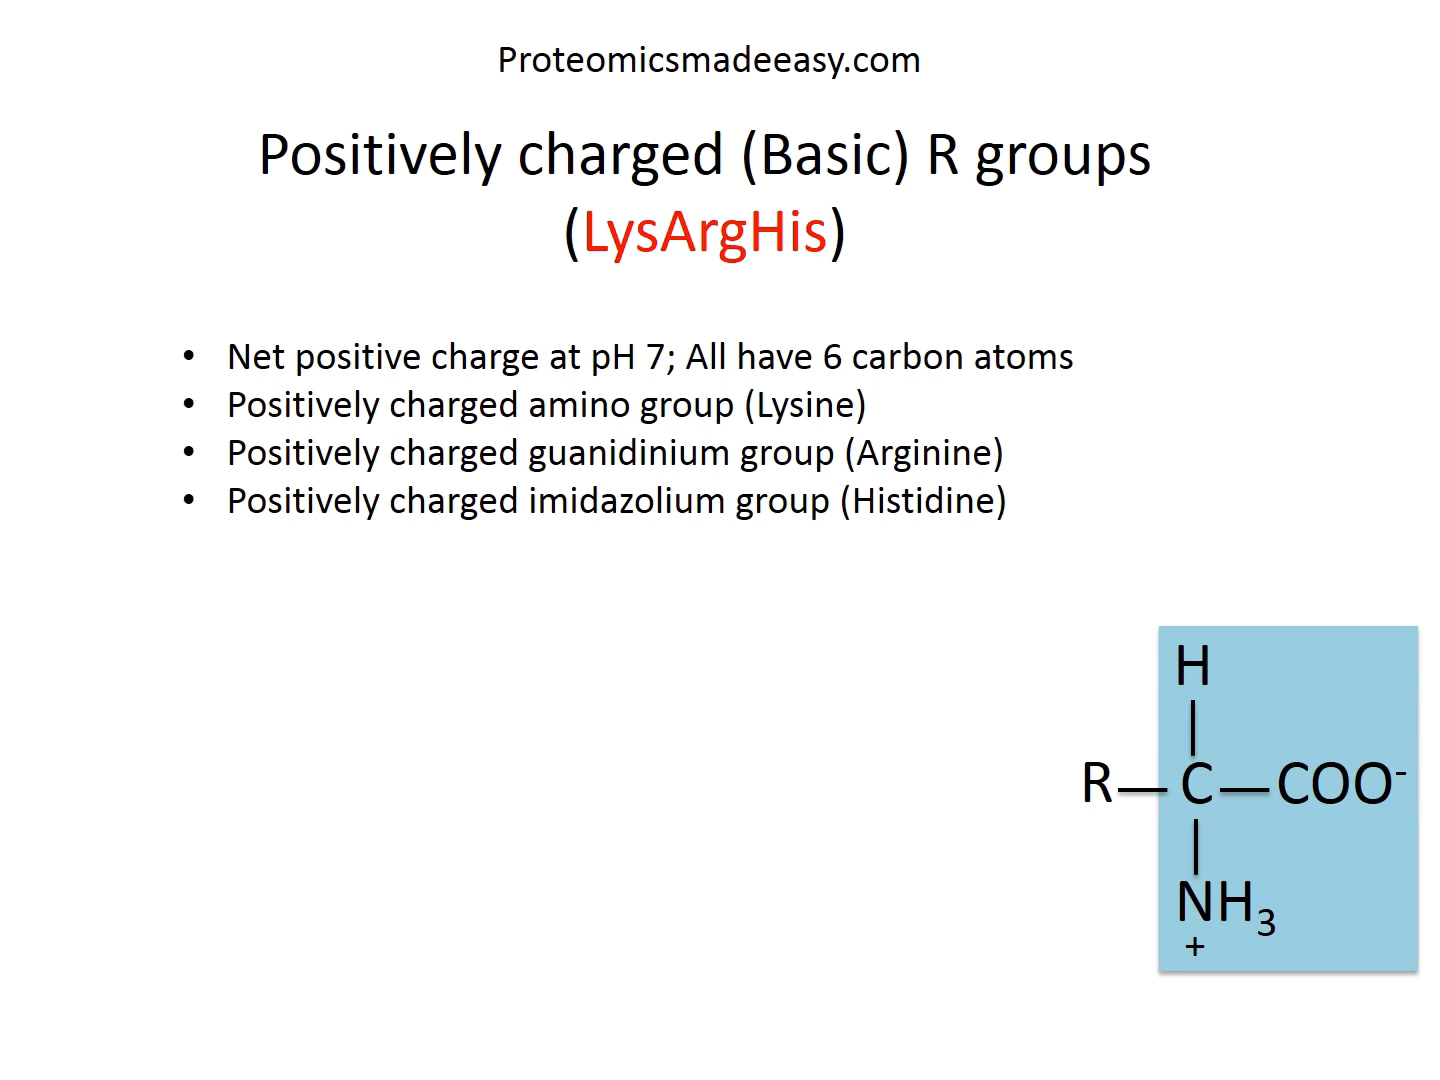 Proteomicsmadeeasy.com
Positively charged (Basic) R groups
(LysArgHis)
• Net positive charge at pH 7; All have 6 carbon atoms
• Positively charged amino group (Lysine)
• Positively charged guanidinium group (Arginine)
• Positively charged imidazolium group (Histidine)
H
R—C—COO⁻
NH₃
+